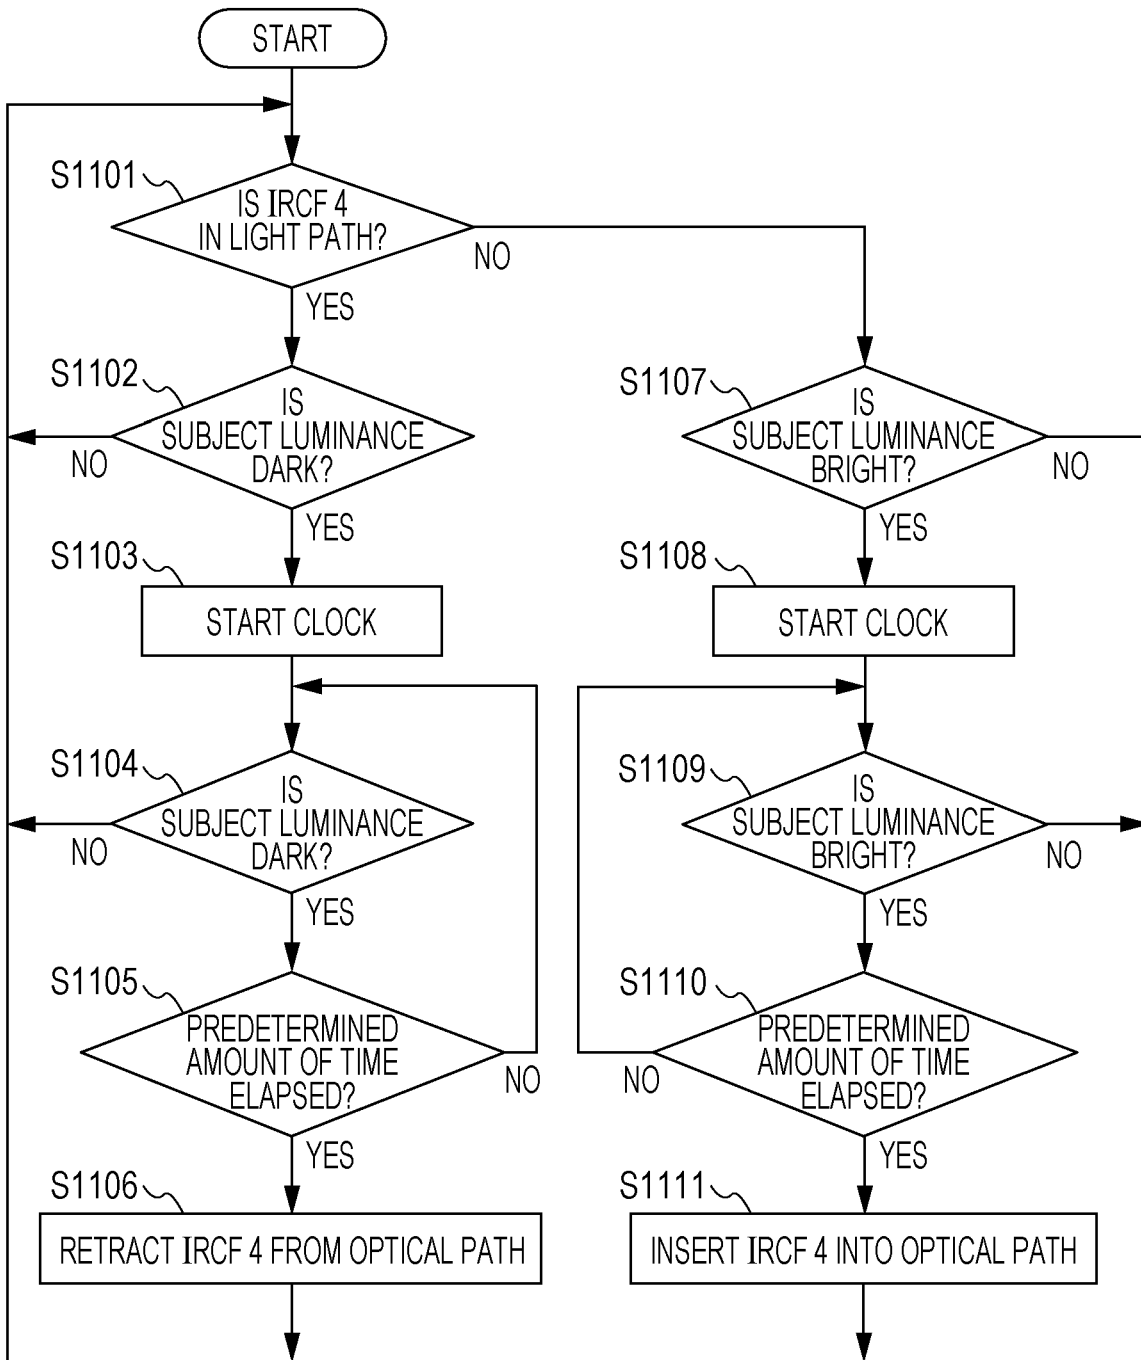 START
S1101
IS IRCF 4
IN LIGHT PATH?
NO
YES
S1102
IS
SUBJECT LUMINANCE
DARK?
NO
YES
S1103
START CLOCK
S1104
IS
SUBJECT LUMINANCE
DARK?
NO
YES
S1105
PREDETERMINED
AMOUNT OF TIME
ELAPSED?
NO
YES
S1106
RETRACT IRCF 4 FROM OPTICAL PATH
S1107
IS
SUBJECT LUMINANCE
BRIGHT?
NO
YES
S1108
START CLOCK
S1109
IS
SUBJECT LUMINANCE
BRIGHT?
NO
YES
S1110
PREDETERMINED
AMOUNT OF TIME
ELAPSED?
NO
YES
S1111
INSERT IRCF 4 INTO OPTICAL PATH